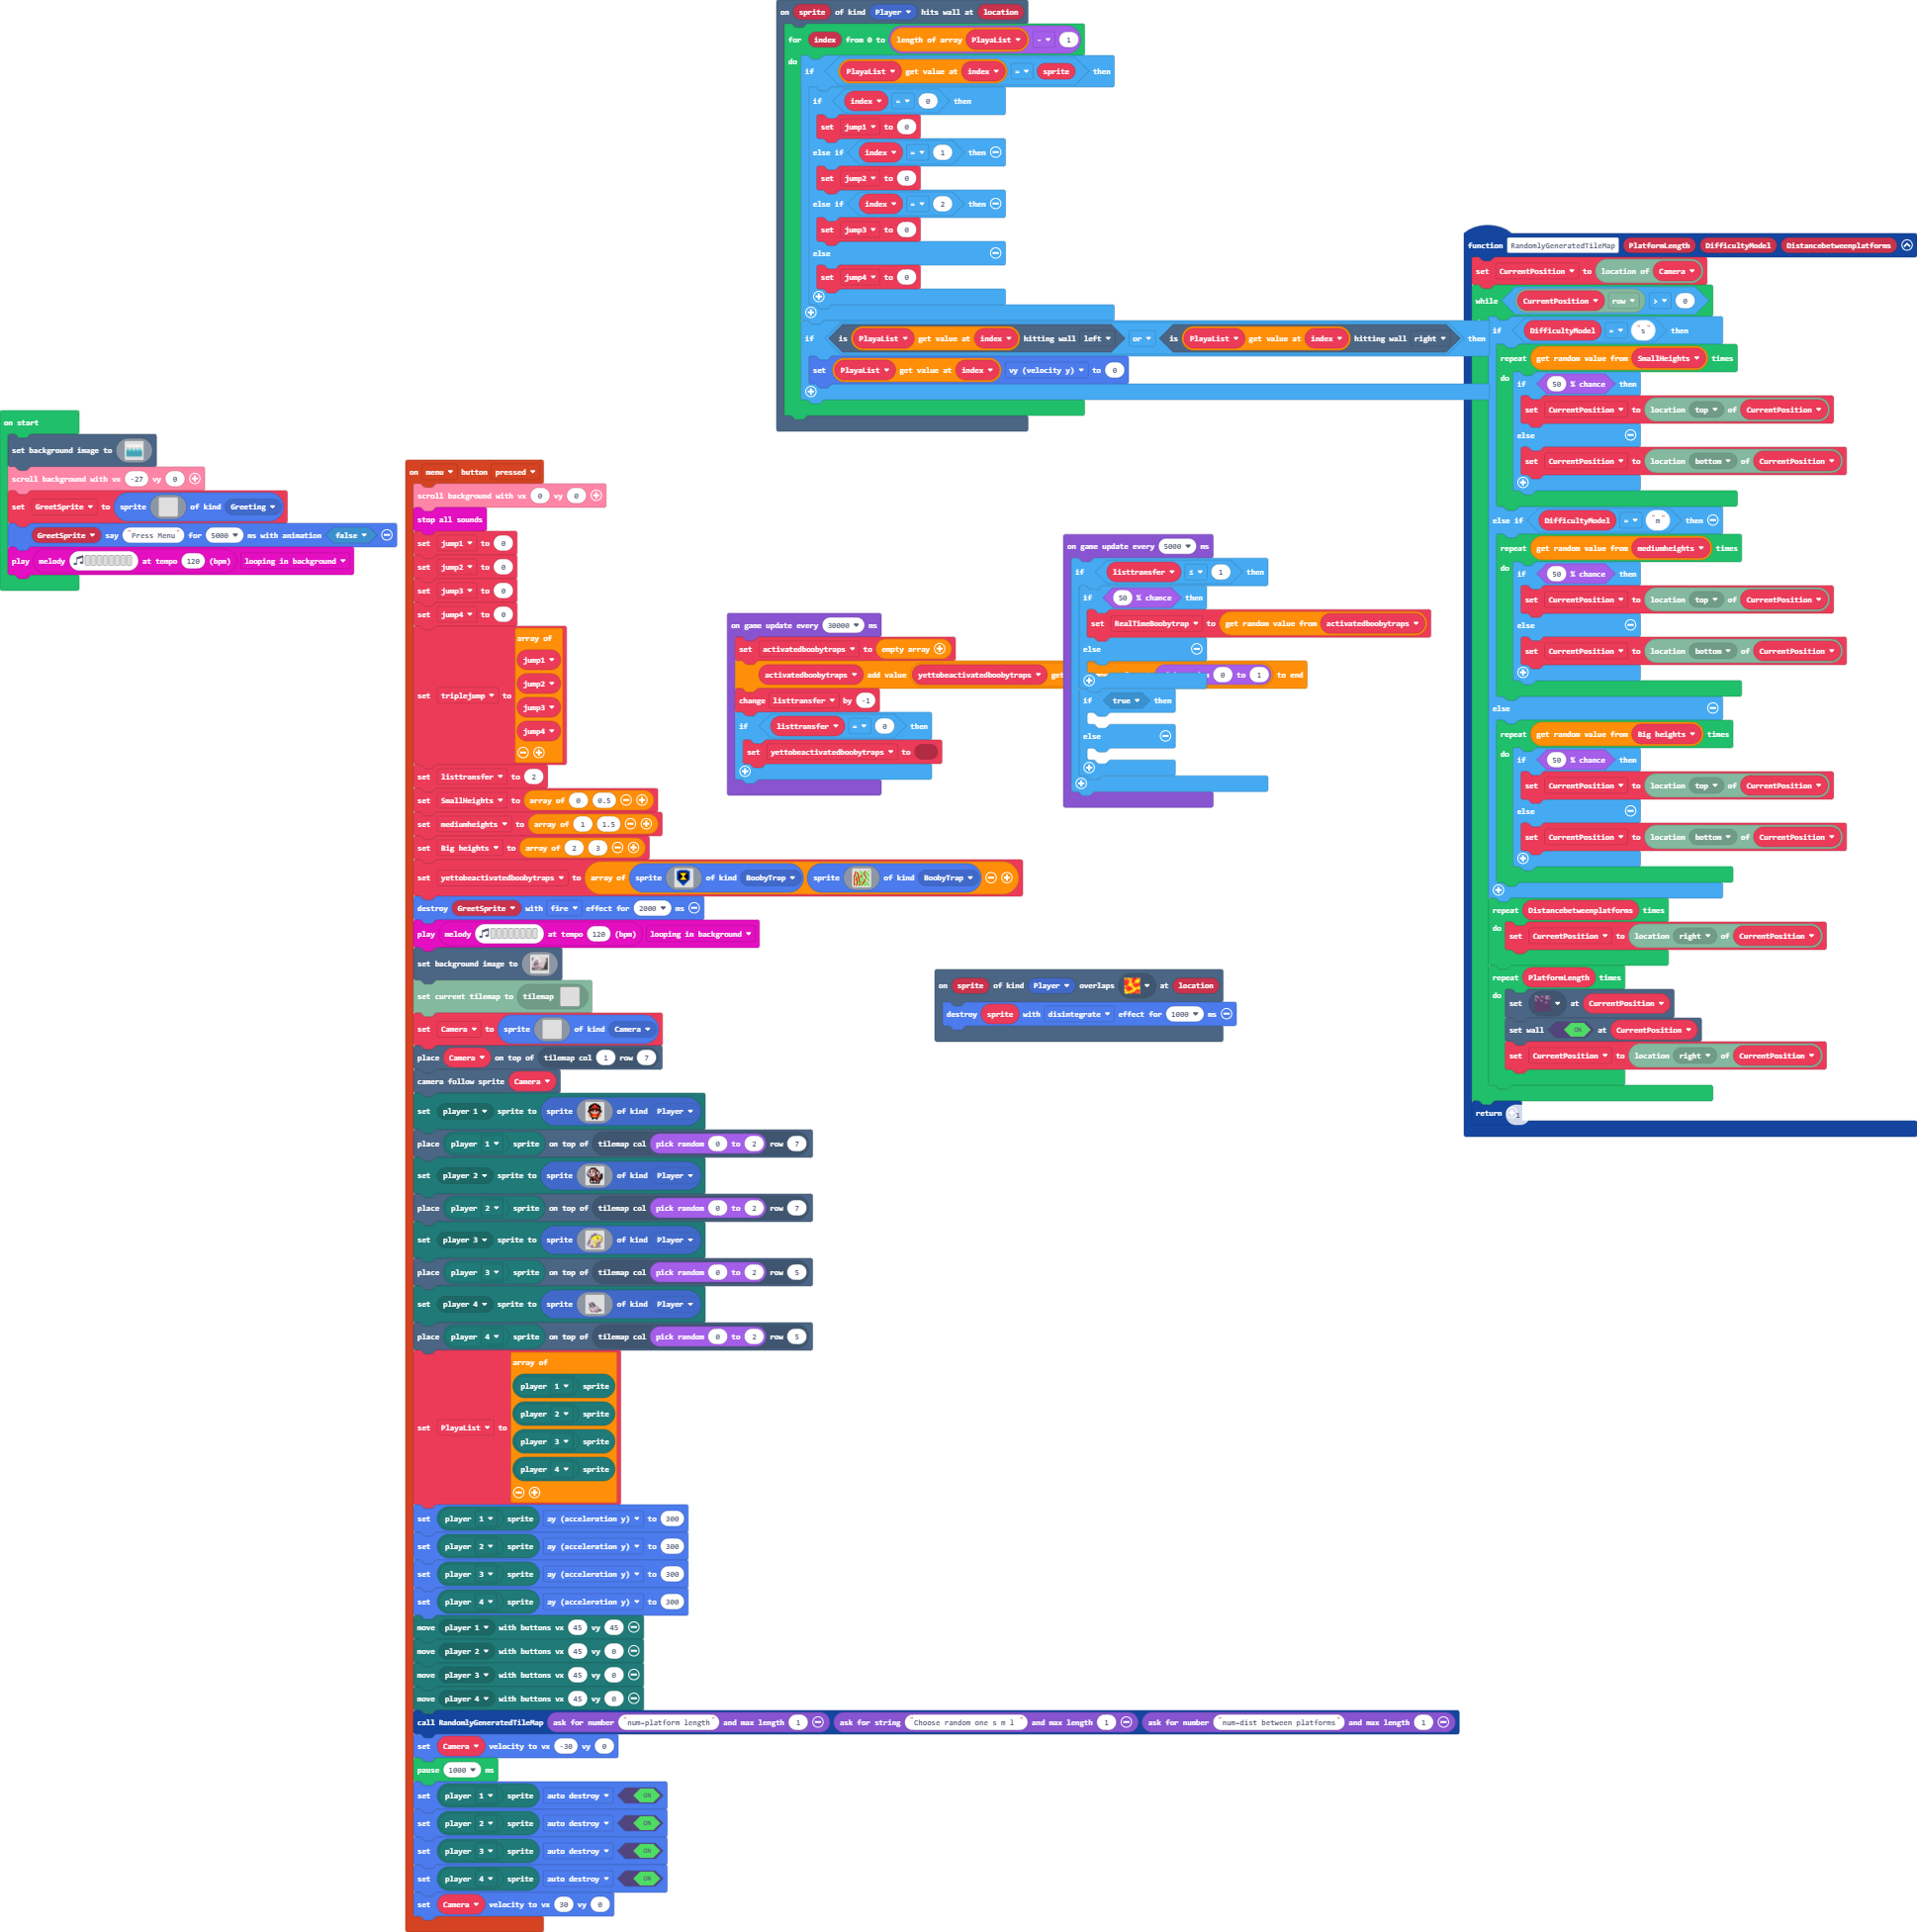 on sprite of kind Player hits wall at location
for index from 0 to length of array PlayaList - 1
do
if PlayaList get value at index = sprite then
if index = 0 then
set jump1 to 0
else if index = 1 then
set jump2 to 0
else if index = 2 then
set jump3 to 0
else
set jump4 to 0
if is PlayaList get value at index hitting wall left or is PlayaList get value at index hitting wall right then
set PlayaList get value at index vy (velocity y) to 0
on start
set background image to
scroll background with vx -27 vy 0
set GreetSprite to sprite of kind Greeting
GreetSprite say "Press Menu" for 5000 ms with animation false
play melody at tempo 120 (bpm) looping in background
on menu button pressed
scroll background with vx 0 vy 0
stop all sounds
set jump1 to 0
set jump2 to 0
set jump3 to 0
set jump4 to 0
set triplejump to array of
jump1
jump2
jump3
jump4
set listtransfer to 2
set SmallHeights to array of 0 0.5
set mediumheights to array of 1 1.5
set Big heights to array of 2 3
set yettobeactivatedboobytraps to array of sprite of kind BoobyTrap sprite of kind BoobyTrap
destroy GreetSprite with fire effect for 2000 ms
play melody at tempo 120 (bpm) looping in background
set background image to
set current tilemap to tilemap
set Camera to sprite of kind Camera
place Camera on top of tilemap col 1 row 7
camera follow sprite Camera
set player 1 sprite to sprite of kind Player
place player 1 sprite on top of tilemap col pick random 0 to 2 row 7
set player 2 sprite to sprite of kind Player
place player 2 sprite on top of tilemap col pick random 0 to 2 row 7
set player 3 sprite to sprite of kind Player
place player 3 sprite on top of tilemap col pick random 0 to 2 row 5
set player 4 sprite to sprite of kind Player
place player 4 sprite on top of tilemap col pick random 0 to 2 row 5
set PlayaList to array of
player 1 sprite
player 2 sprite
player 3 sprite
player 4 sprite
set player 1 sprite ay (acceleration y) to 300
set player 2 sprite ay (acceleration y) to 300
set player 3 sprite ay (acceleration y) to 300
set player 4 sprite ay (acceleration y) to 300
move player 1 with buttons vx 45 vy 45
move player 2 with buttons vx 45 vy 0
move player 3 with buttons vx 45 vy 0
move player 4 with buttons vx 45 vy 0
call RandomlyGeneratedTileMap ask for number "num=platform length" and max length 1 ask for string "Choose random one s m l " and max length 1 ask for number "num=dist between platforms" and max length 1
set Camera velocity to vx -30 vy 0
pause 1000 ms
set player 1 sprite auto destroy ON
set player 2 sprite auto destroy ON
set player 3 sprite auto destroy ON
set player 4 sprite auto destroy ON
set Camera velocity to vx 30 vy 0
on game update every 30000 ms
set activatedboobytraps to empty array
activatedboobytraps add value yettobeactivatedboobytraps get 0 to 1 to end
change listtransfer by -1
if listtransfer = 0 then
set yettobeactivatedboobytraps to
on game update every 5000 ms
if listtransfer ≤ 1 then
if 50 % chance then
set RealTimeBoobytrap to get random value from activatedboobytraps
else
if true then
else
on sprite of kind Player overlaps at location
destroy sprite with disintegrate effect for 1000 ms
function RandomlyGeneratedTileMap PlatformLength DifficultyModel Distancebetweenplatforms
set CurrentPosition to location of Camera
while CurrentPosition row > 0
if DifficultyModel = "s" then
repeat get random value from SmallHeights times
do if 50 % chance then
set CurrentPosition to location top of CurrentPosition
else
set CurrentPosition to location bottom of CurrentPosition
else if DifficultyModel = "m" then
repeat get random value from mediumheights times
do if 50 % chance then
set CurrentPosition to location top of CurrentPosition
else
set CurrentPosition to location bottom of CurrentPosition
else
repeat get random value from Big heights times
do if 50 % chance then
set CurrentPosition to location top of CurrentPosition
else
set CurrentPosition to location bottom of CurrentPosition
repeat Distancebetweenplatforms times
do set CurrentPosition to location right of CurrentPosition
repeat PlatformLength times
do set at CurrentPosition
set wall ON at CurrentPosition
set CurrentPosition to location right of CurrentPosition
return 1